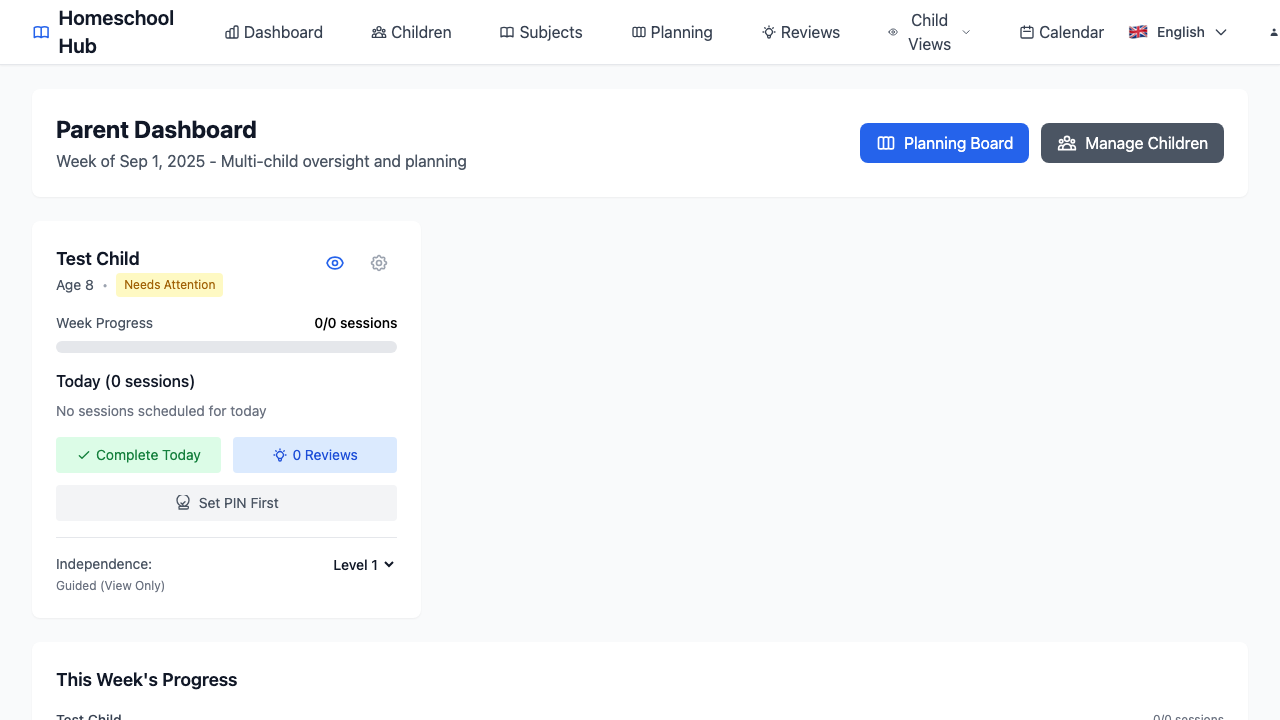 Homeschool
Hub
Dashboard
Children
Subjects
Planning
Reviews
Child
Views
Calendar
English
Parent Dashboard
Week of Sep 1, 2025 - Multi-child oversight and planning
Planning Board
Manage Children
Test Child
Age 8 • Needs Attention
Week Progress 0/0 sessions
Today (0 sessions)
No sessions scheduled for today
Complete Today
0 Reviews
Set PIN First
Independence: Level 1
Guided (View Only)
This Week's Progress
Test Child 0/0 sessions